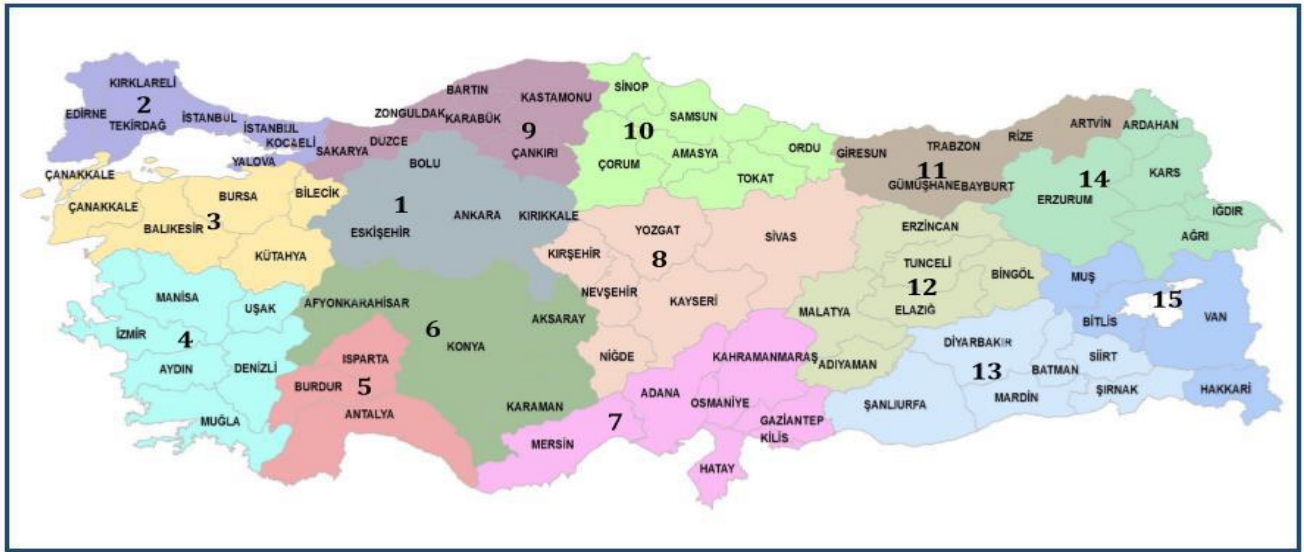 KIRKLARELİ
EDİRNE
2
TEKİRDAĞ
İSTANBUL
İSTANBUL
KOCAELİ
YALOVA
BARTIN
KASTAMONU
ZONGULDAK
KARABÜK
9
SAKARYA
DUZCE
ÇANKIRI
BOLU
SİNOP
SAMSUN
10
ÇORUM
AMASYA
ORDU
TOKAT
GİRESUN
TRABZON
RİZE
ARTVİN
11
GÜMÜŞHANE
BAYBURT
ARDAHAN
14
KARS
ERZURUM
IĞDIR
AĞRI
ÇANAKKALE
ÇANAKKALE
BURSA
BİLECİK
3
BALIKESİR
KÜTAHYA
1
ANKARA
KIRIKKALE
ESKİŞEHİR
YOZGAT
SİVAS
KIRŞEHİR
8
NEVŞEHİR
KAYSERİ
NİĞDE
ERZİNCAN
TUNCELİ
BİNGÖL
12
MALATYA
ELAZIĞ
ADIYAMAN
MUŞ
15
VAN
BİTLİS
HAKKARİ
MANİSA
UŞAK
İZMİR
4
AYDIN
DENİZLİ
MUĞLA
AFYONKARAHİSAR
AKSARAY
6
KONYA
KARAMAN
ISPARTA
BURDUR
5
ANTALYA
KAHRAMANMARAŞ
ADANA
OSMANİYE
7
MERSİN
GAZİANTEP
KİLİS
HATAY
DİYARBAKIR
SİİRT
13
BATMAN
ŞANLIURFA
MARDİN
ŞIRNAK